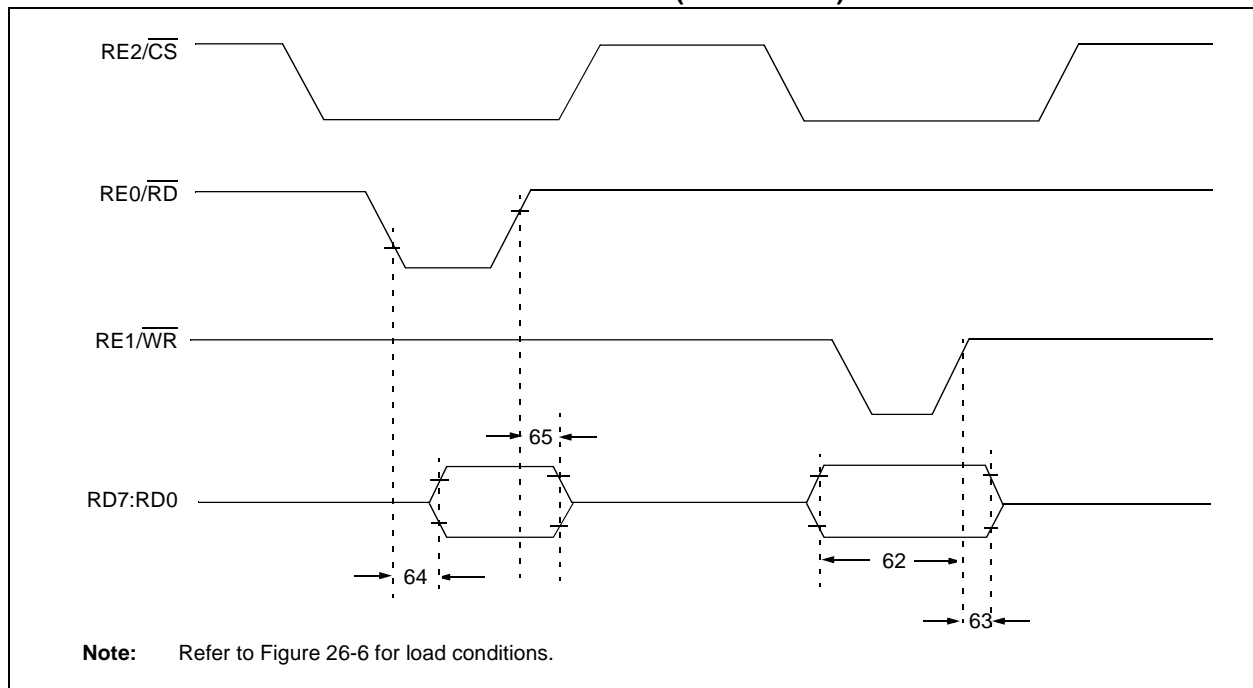 RE2/CS
RE0/RD
RE1/WR
65
RD7:RD0
62
64
63
Note: Refer to Figure 26-6 for load conditions.